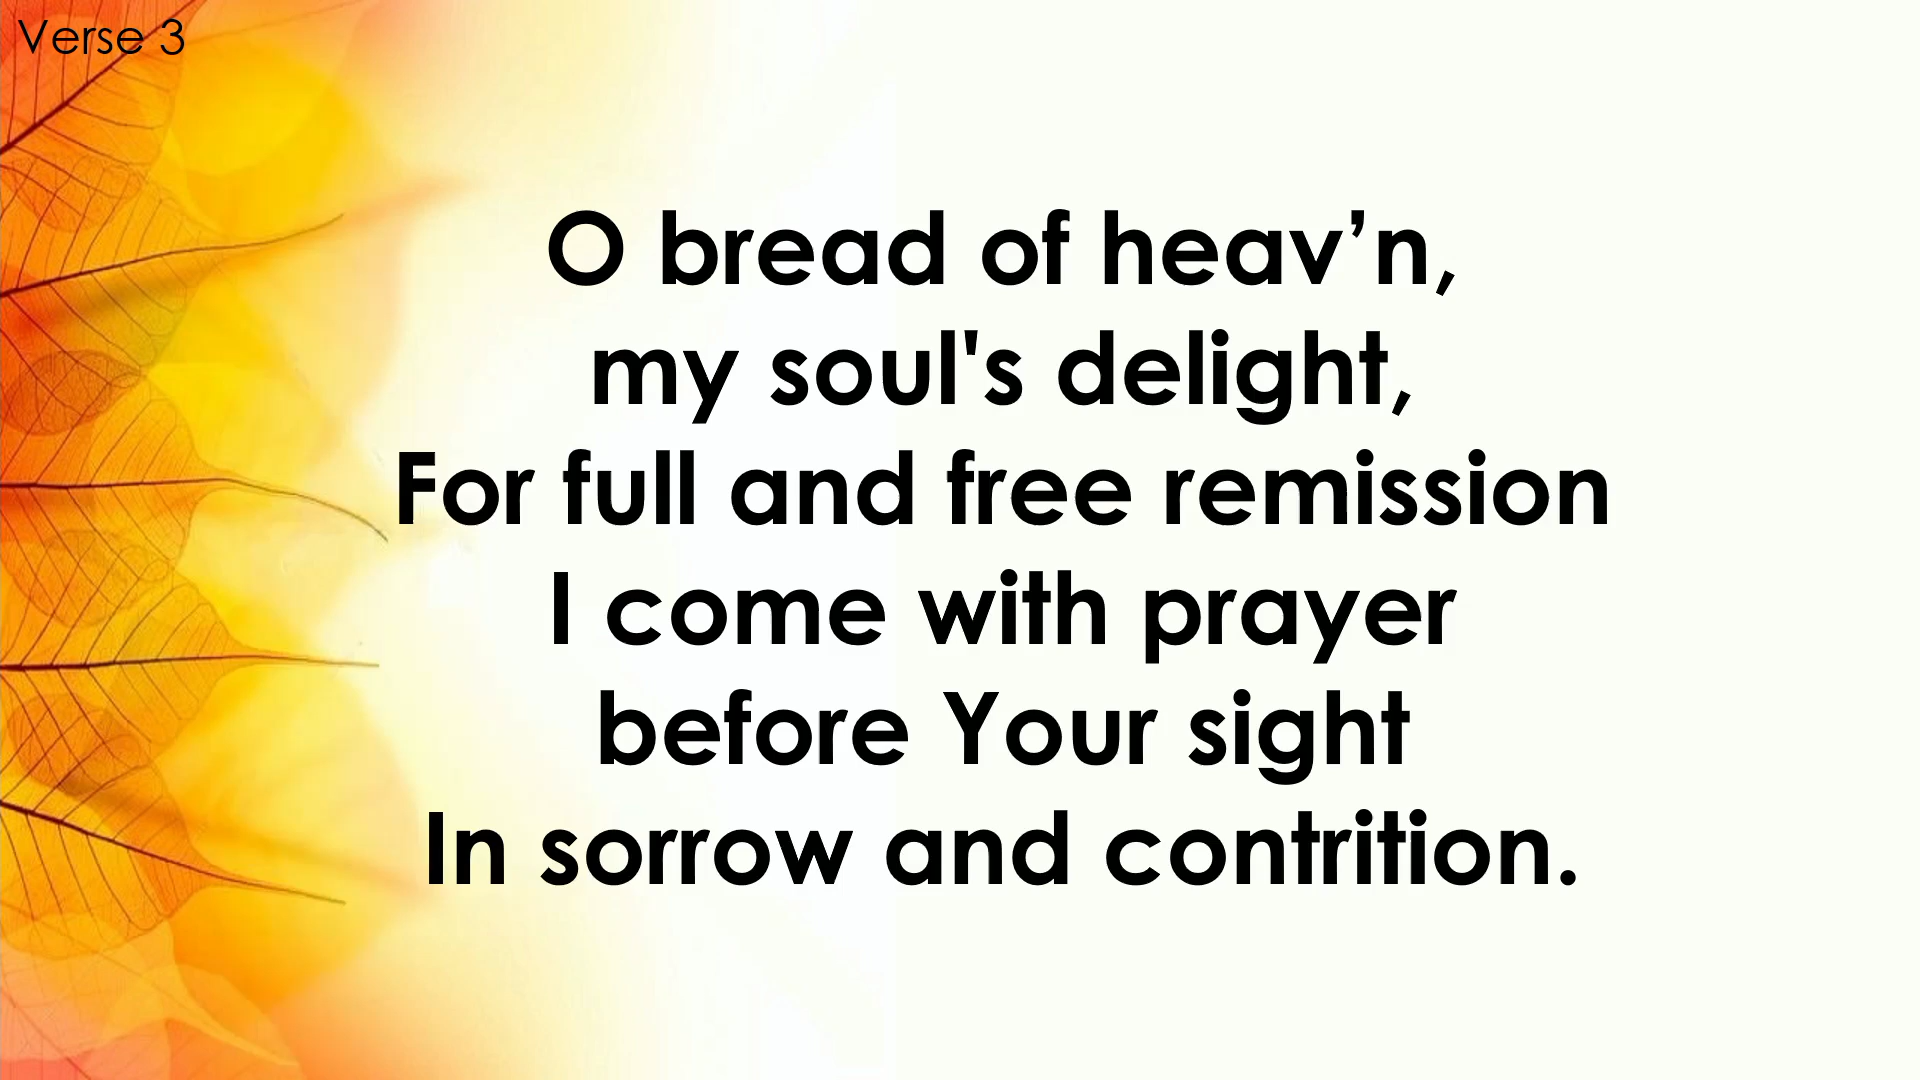 Verse 3
O bread of heav’n,
my soul's delight,
For full and free remission
I come with prayer
before Your sight
In sorrow and contrition.